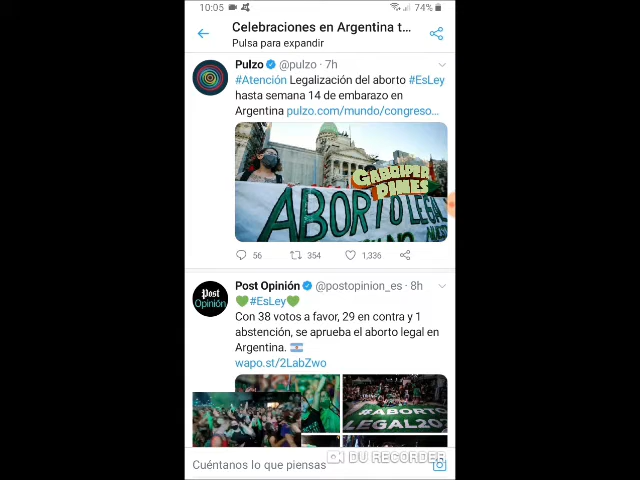 10:05
74%
Celebraciones en Argentina t...
Pulsa para expandir
Pulzo @pulzo · 7h
#Atención Legalización del aborto #EsLey
hasta semana 14 de embarazo en
Argentina pulzo.com/mundo/congreso...
ABORTO LEGAL
56 354 1,336
Post Opinión @postopinion_es · 8h
Post
Opinión
💚#EsLey💚
Con 38 votos a favor, 29 en contra y 1
abstención, se aprueba el aborto legal en
Argentina. 🇦🇷
wapo.st/2LabZwo
#ABORTO
LEGAL20
Cuéntanos lo que piensas
DU RECORDER